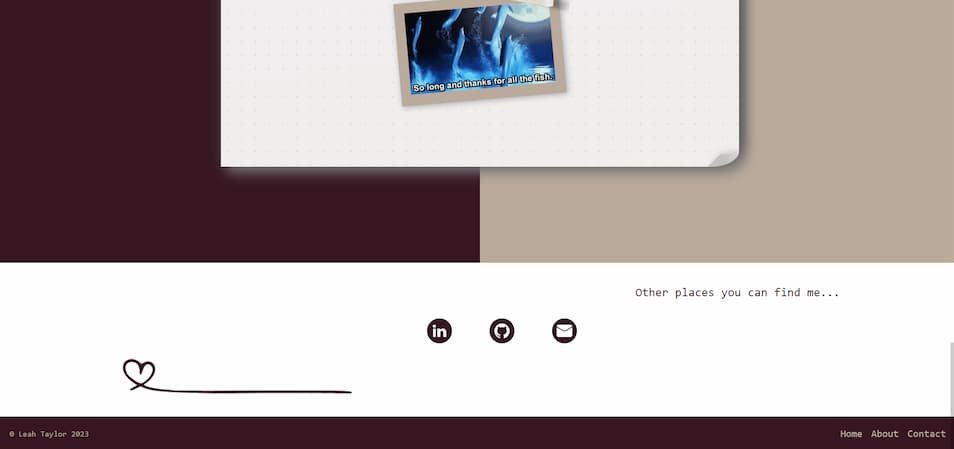 So long and thanks for all the fish.
Other places you can find me...
in
© Leah Taylor 2023
Home About Contact